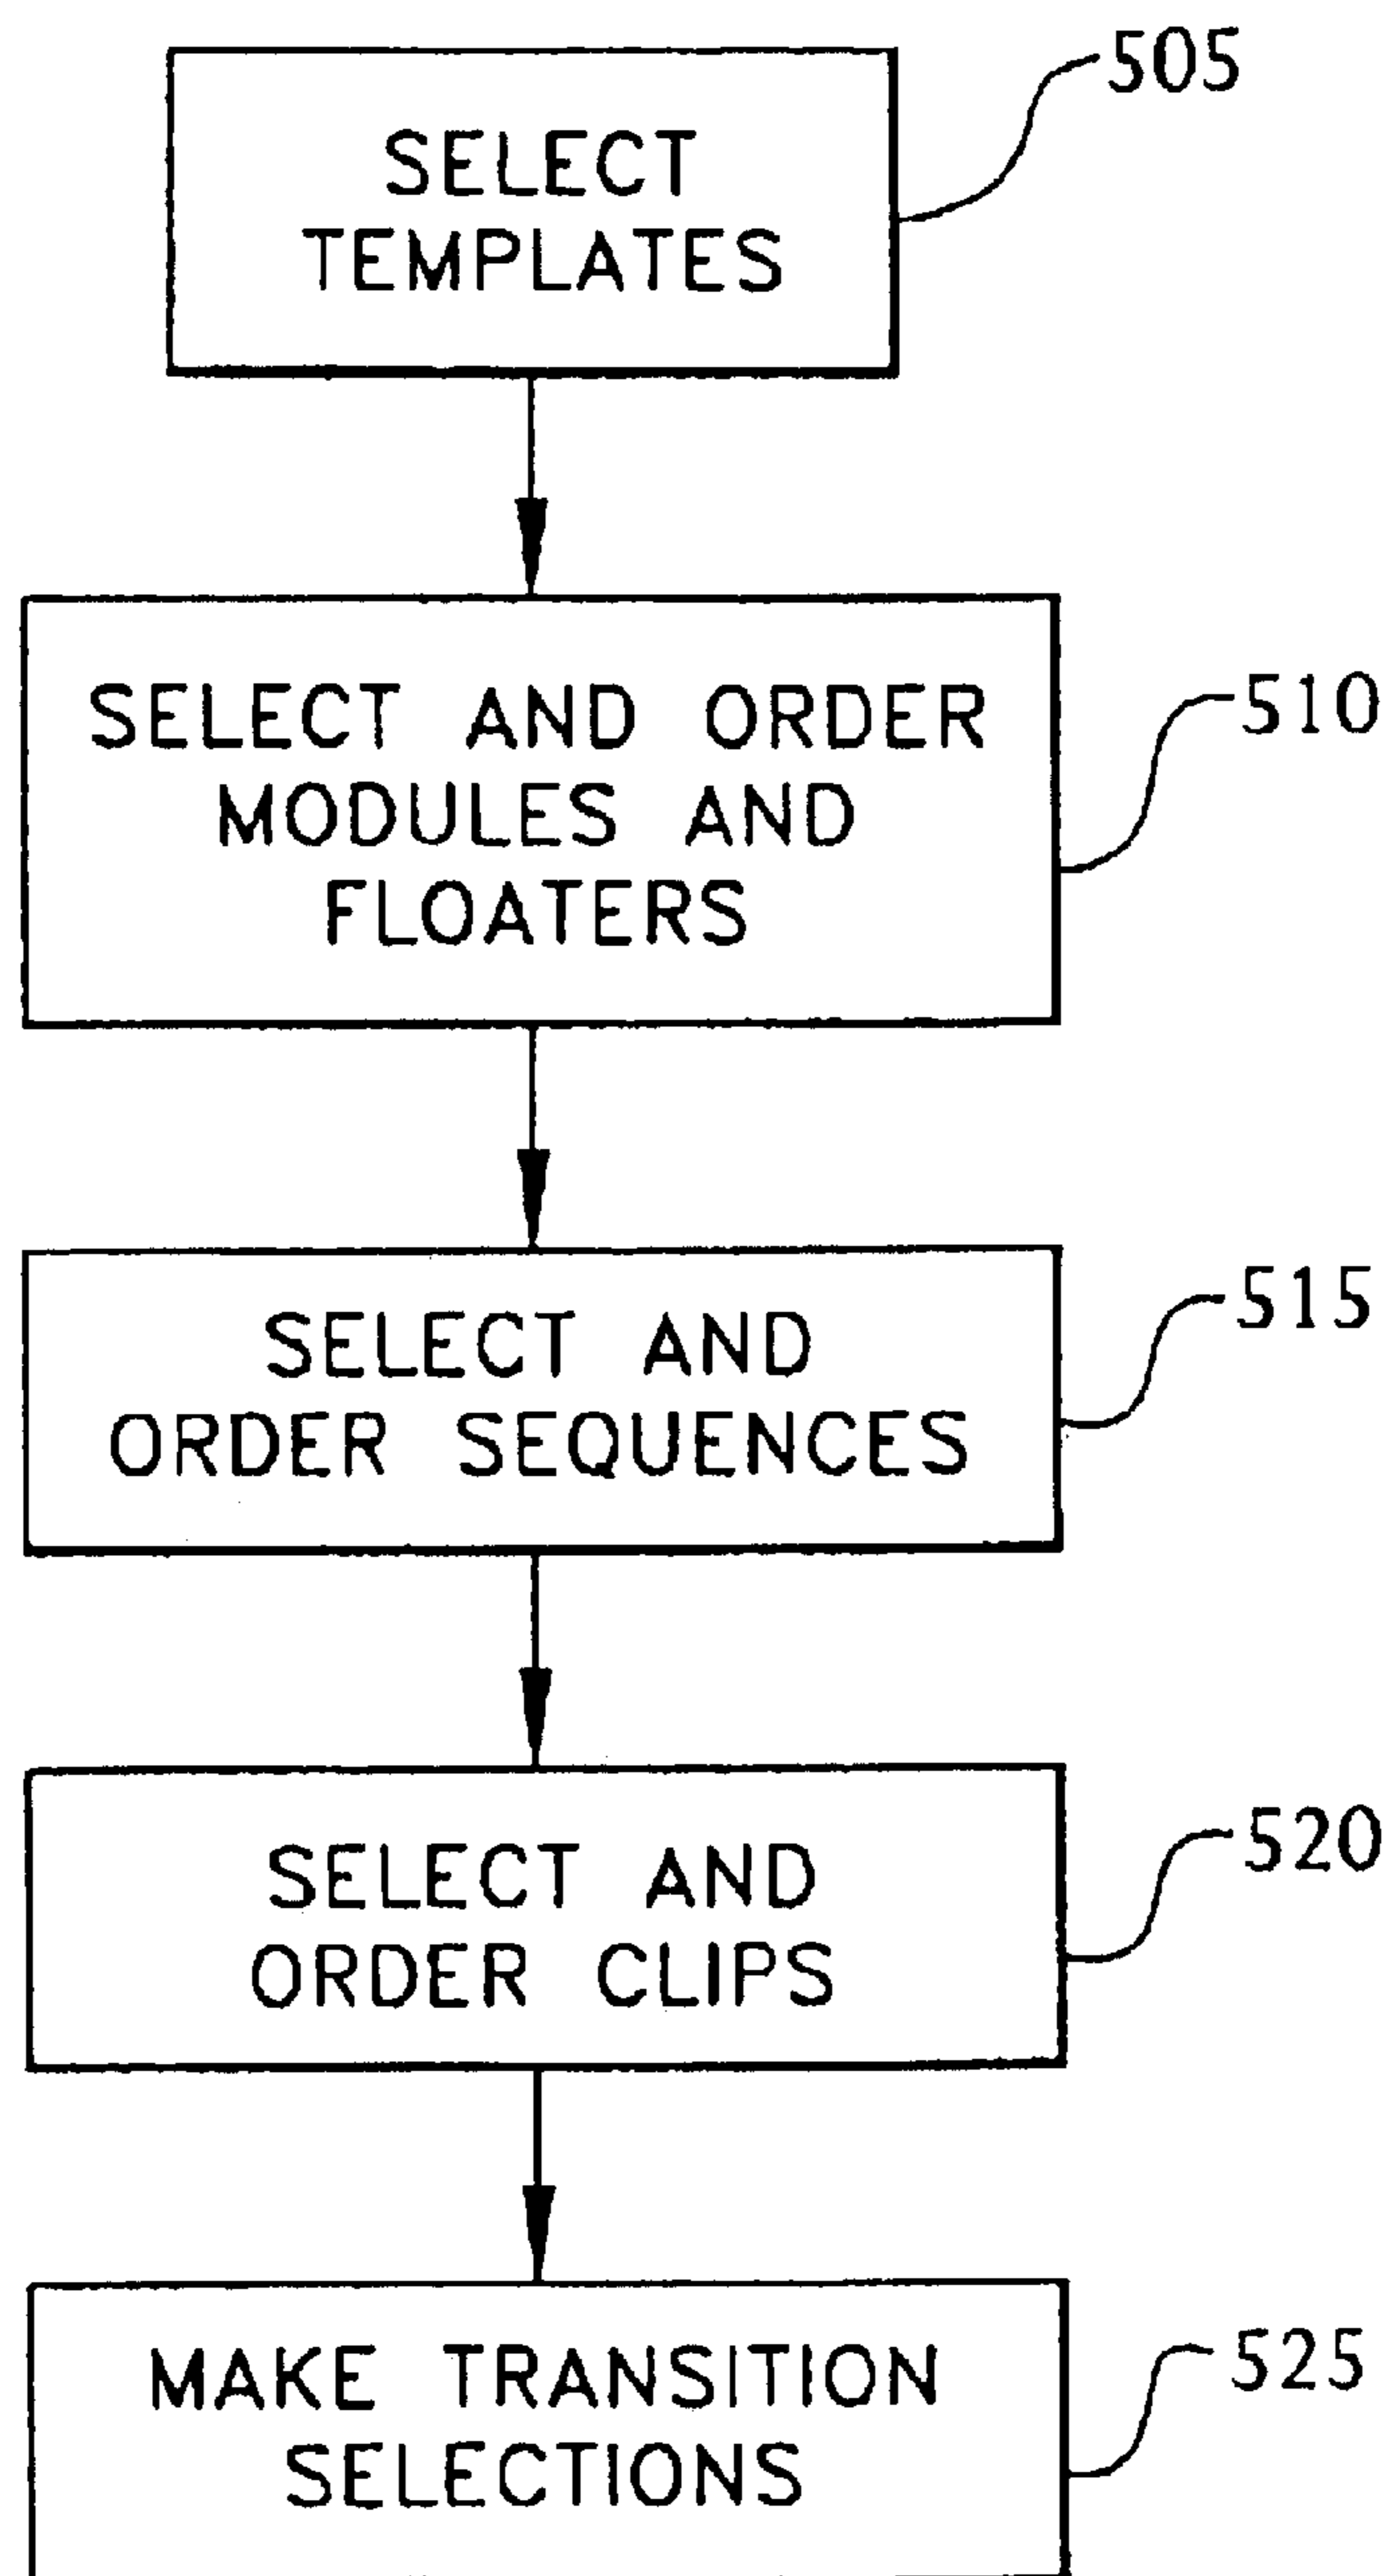 505
SELECT
TEMPLATES
510
SELECT AND ORDER
MODULES AND
FLOATERS
515
SELECT AND
ORDER SEQUENCES
520
SELECT AND
ORDER CLIPS
525
MAKE TRANSITION
SELECTIONS